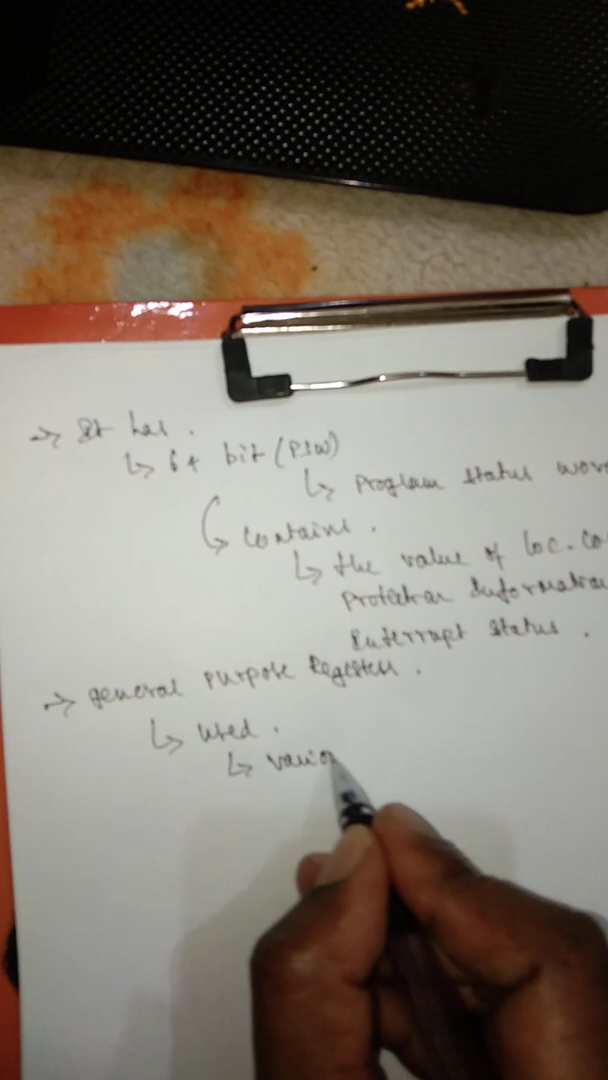 → It has.
↳ 64 bit (PSW)
↳ Program Status wor
↳ Contains.
↳ the value of loc. Co
Protection Information
Interrupt Status.
→ general purpose Registers.
↳ used.
↳ vario